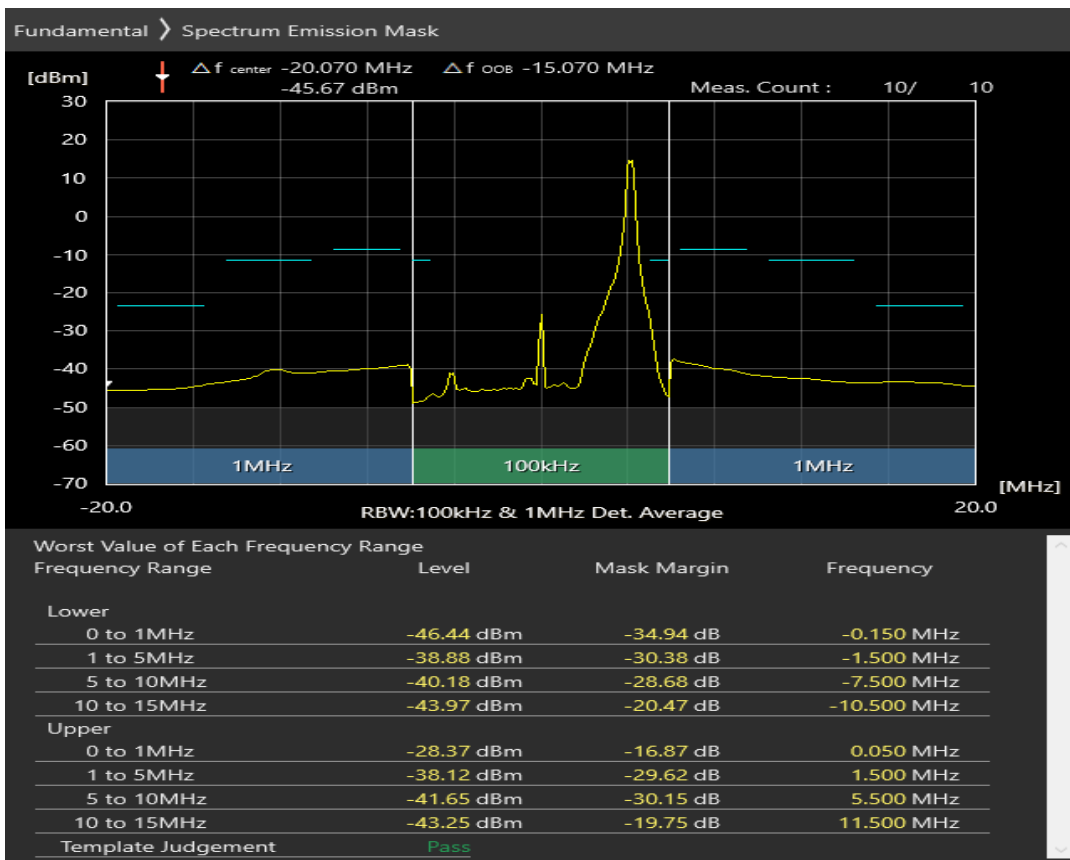 Fundamental 》 Spectrum Emission Mask
[dBm] △f center -20.070 MHz △f OOB -15.070 MHz
-45.67 dBm Meas. Count : 10/ 10
30
20
10
0
-10
-20
-30
-40
-50
-60
1MHz 100kHz 1MHz
-70
[MHz]
-20.0 RBW:100kHz & 1MHz Det. Average 20.0
Worst Value of Each Frequency Range
Frequency Range Level Mask Margin Frequency
Lower
0 to 1MHz -46.44 dBm -34.94 dB -0.150 MHz
1 to 5MHz -38.88 dBm -30.38 dB -1.500 MHz
5 to 10MHz -40.18 dBm -28.68 dB -7.500 MHz
10 to 15MHz -43.97 dBm -20.47 dB -10.500 MHz
Upper
0 to 1MHz -28.37 dBm -16.87 dB 0.050 MHz
1 to 5MHz -38.12 dBm -29.62 dB 1.500 MHz
5 to 10MHz -41.65 dBm -30.15 dB 5.500 MHz
10 to 15MHz -43.25 dBm -19.75 dB 11.500 MHz
Template Judgement Pass